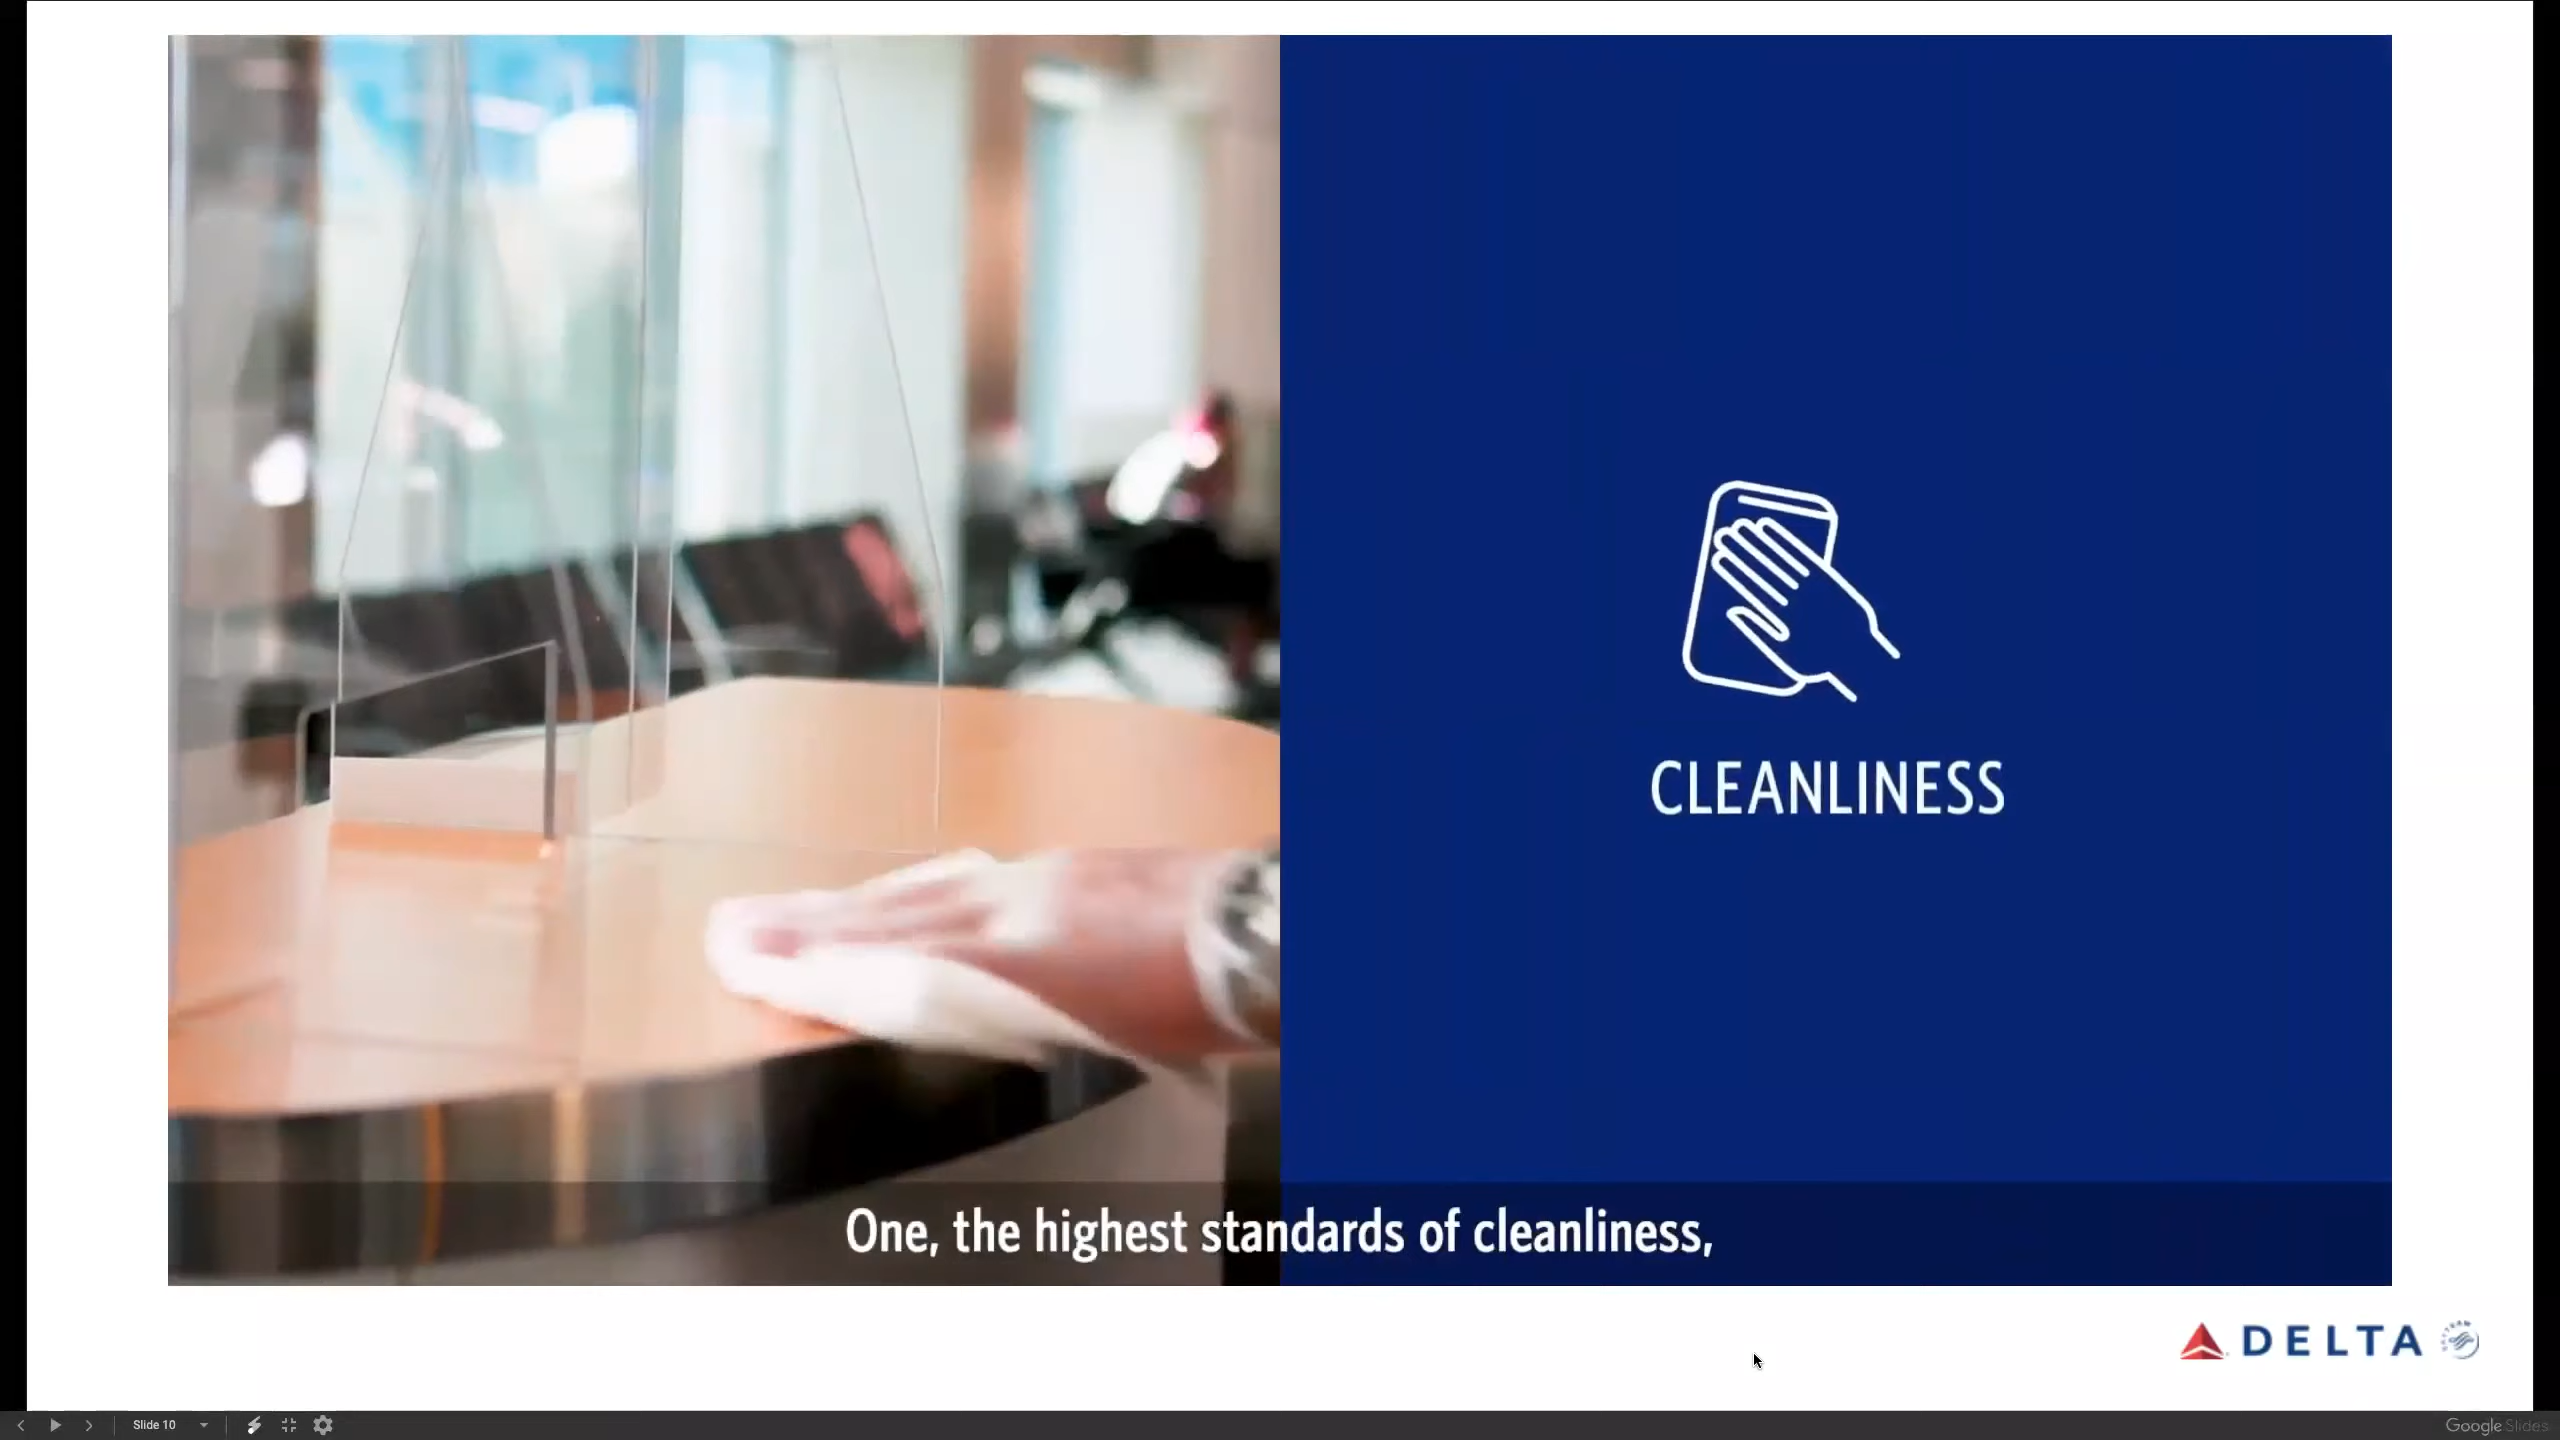 CLEANLINESS
One, the highest standards of cleanliness,
DELTA
Slide 10
Google Slides